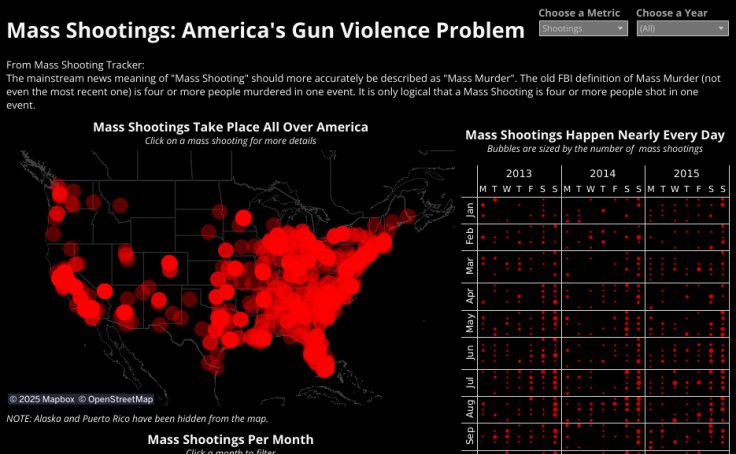 Mass Shootings: America's Gun Violence Problem
Choose a Metric
Shootings
Choose a Year
(All)
From Mass Shooting Tracker:
The mainstream news meaning of "Mass Shooting" should more accurately be described as "Mass Murder". The old FBI definition of Mass Murder (not
even the most recent one) is four or more people murdered in one event. It is only logical that a Mass Shooting is four or more people shot in one
event.
Mass Shootings Take Place All Over America
Click on a mass shooting for more details
© 2025 Mapbox © OpenStreetMap
NOTE: Alaska and Puerto Rico have been hidden from the map.
Mass Shootings Per Month
Click a month to filter
Mass Shootings Happen Nearly Every Day
Bubbles are sized by the number of mass shootings
2013 2014 2015
M T W T F S S M T W T F S S M T W T F S S
Jan
Feb
Mar
Apr
May
Jun
Jul
Aug
Sep